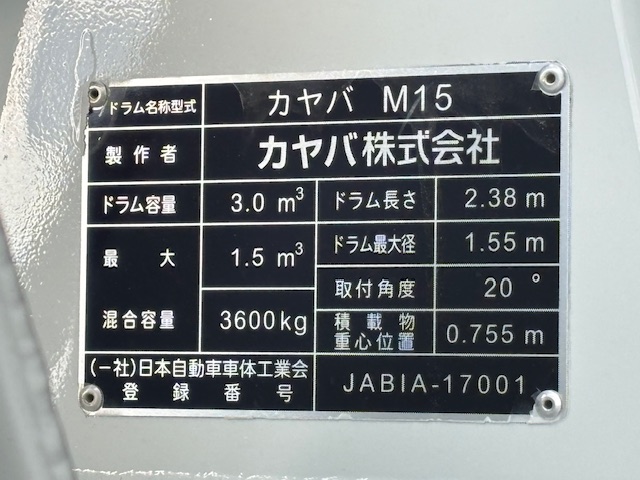 ドラム名称型式 カヤバ M15
製作者 カヤバ株式会社
ドラム容量 3.0 m³ ドラム長さ 2.38 m
最大 1.5 m³ ドラム最大径 1.55 m
混合容量 3600kg 取付角度 20°
積載物
重心位置 0.755 m
(一社)日本自動車車体工業会
登録番号 JABIA-17001